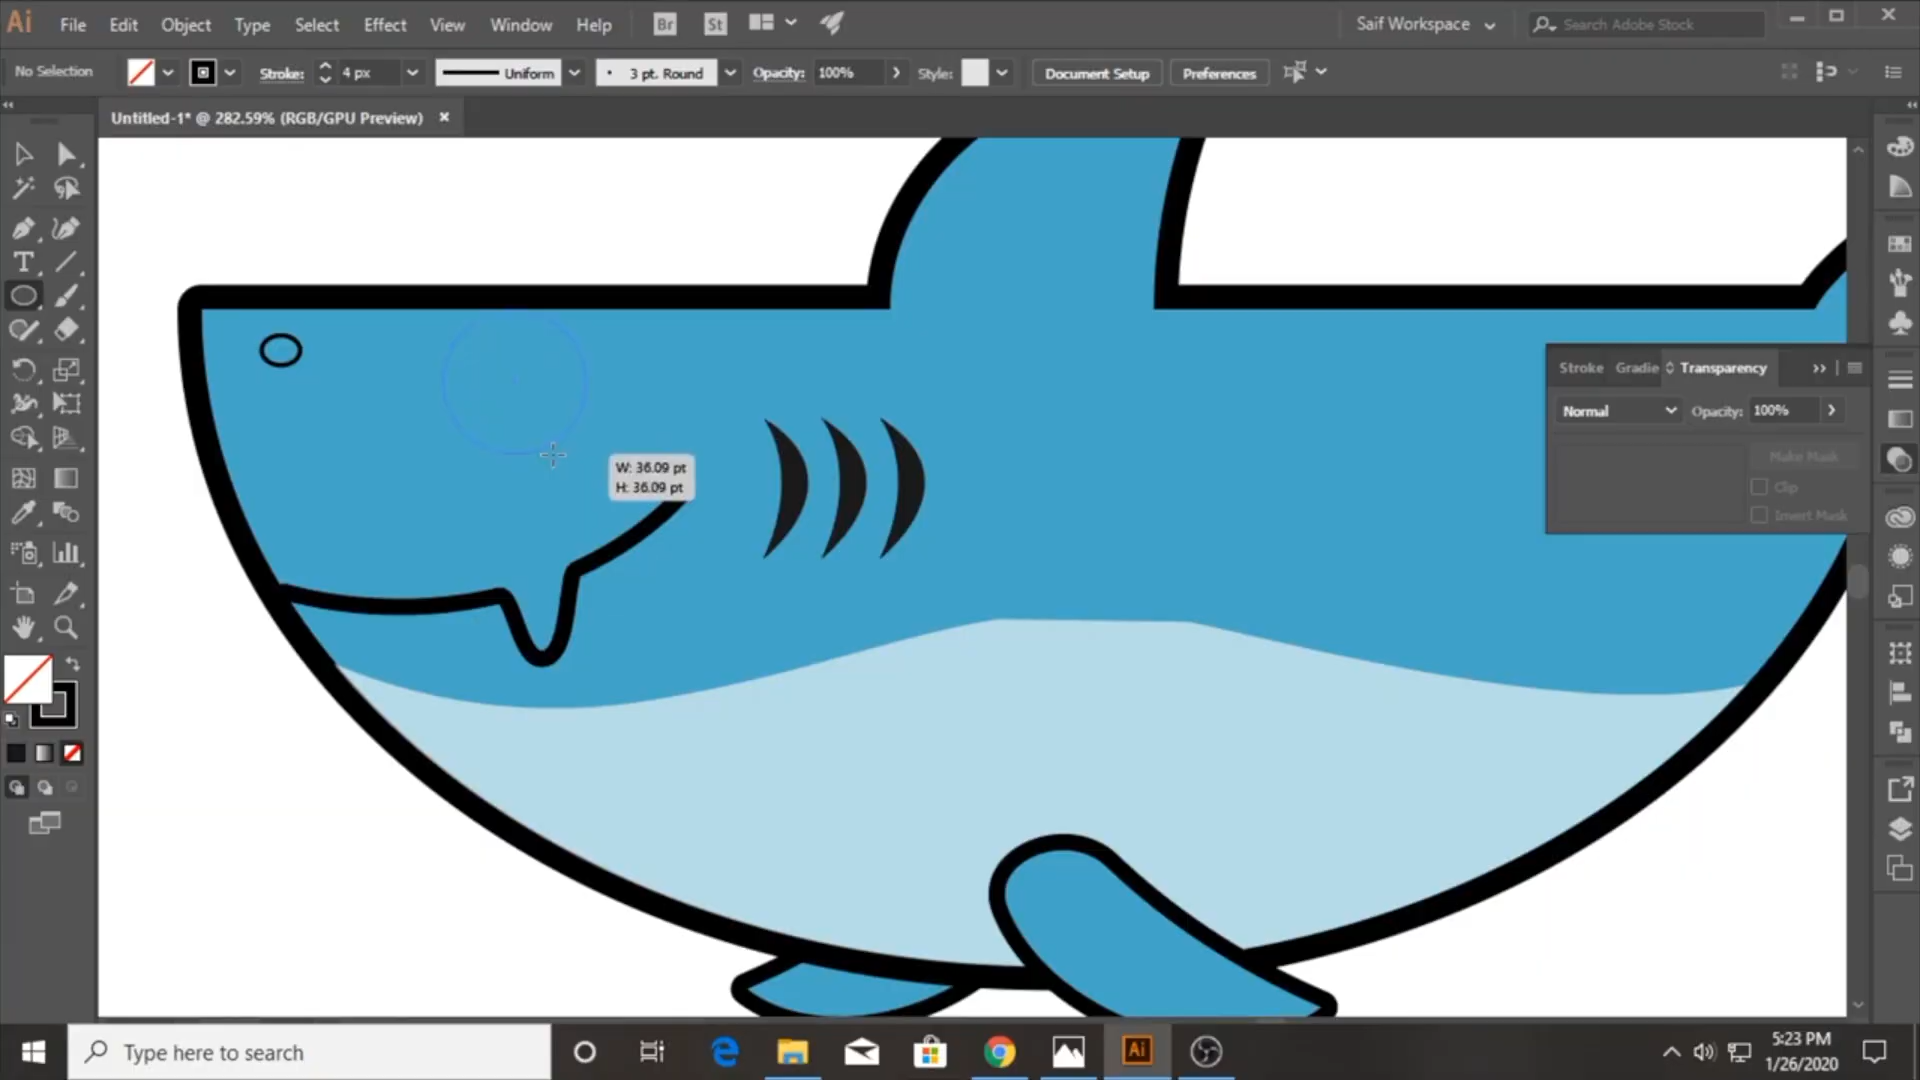 Ai File Edit Object Type Select Effect View Window Help Br St Saif Workspace Search Adobe Stock
No Selection Stroke: 4 px Uniform 3 pt. Round Opacity: 100% Style: Document Setup Preferences
Untitled-1* @ 282.59% (RGB/GPU Preview)
W: 36.09 pt
H: 36.09 pt
Stroke Gradie Transparency
Normal Opacity: 100%
Make Mask
Clip
Invert Mask
Type here to search
Ai
5:23 PM
1/26/2020